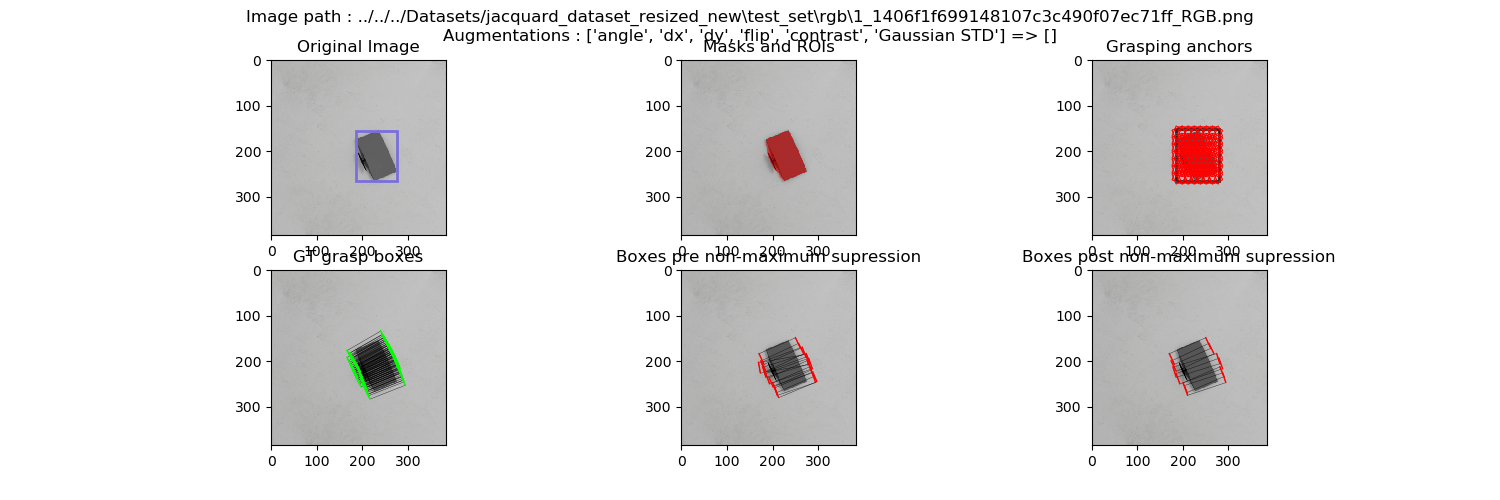 Image path : ../../../Datasets/jacquard_dataset_resized_new\test_set\rgb\1_1406f1f699148107c3c490f07ec71ff_RGB.png
Augmentations : ['angle', 'dx', 'dy', 'flip', 'contrast', 'Gaussian STD'] => []
Original Image
Masks and ROIs
Grasping anchors
0
100
200
300
0 100 200 300
0
100
200
300
0 100 200 300
0
100
200
300
0 100 200 300
GT grasp boxes
Boxes pre non-maximum supression
Boxes post non-maximum supression
0
100
200
300
0 100 200 300
0
100
200
300
0 100 200 300
0
100
200
300
0 100 200 300